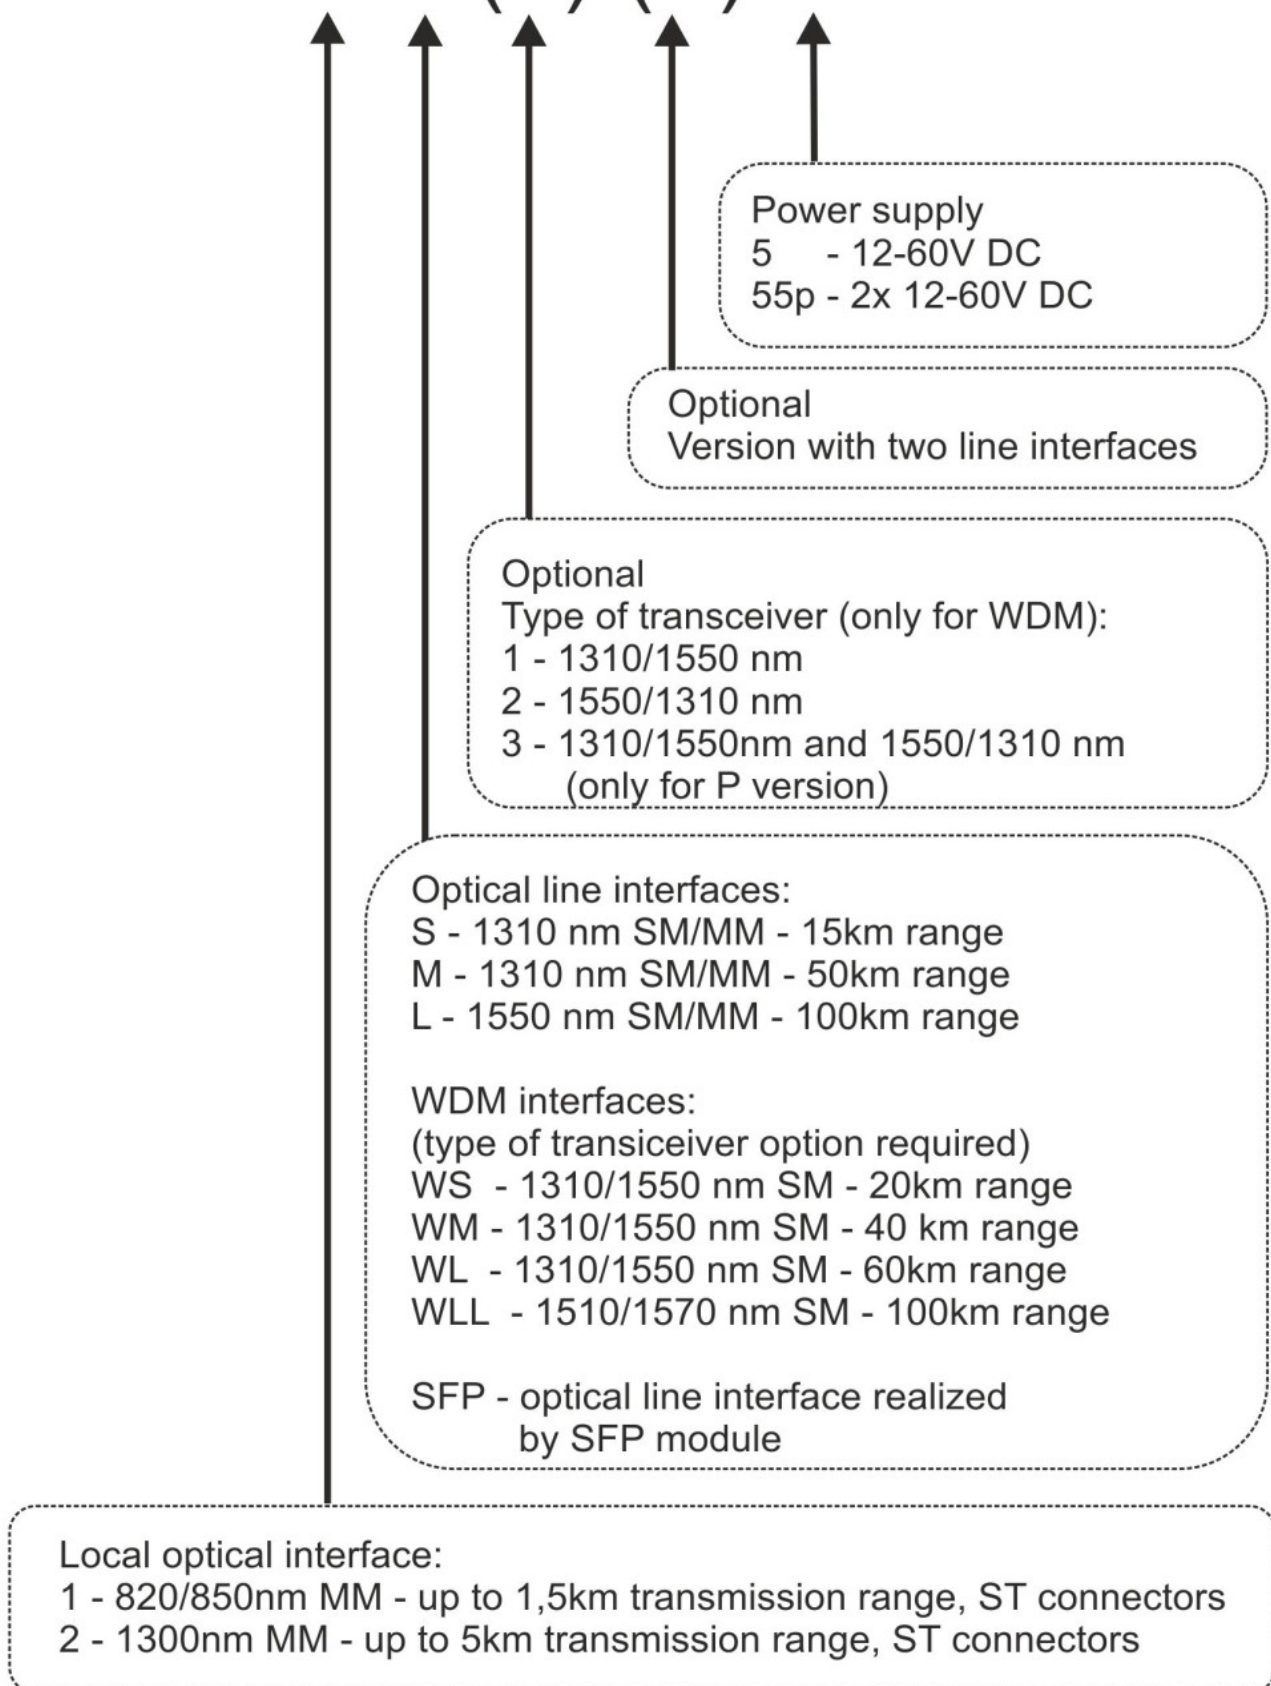 Power supply
5 - 12-60V DC
55p - 2x 12-60V DC
Optional
Version with two line interfaces
Optional
Type of transceiver (only for WDM):
1 - 1310/1550 nm
2 - 1550/1310 nm
3 - 1310/1550nm and 1550/1310 nm
(only for P version)
Optical line interfaces:
S - 1310 nm SM/MM - 15km range
M - 1310 nm SM/MM - 50km range
L - 1550 nm SM/MM - 100km range
WDM interfaces:
(type of transiceiver option required)
WS - 1310/1550 nm SM - 20km range
WM - 1310/1550 nm SM - 40 km range
WL - 1310/1550 nm SM - 60km range
WLL - 1510/1570 nm SM - 100km range
SFP - optical line interface realized
by SFP module
Local optical interface:
1 - 820/850nm MM - up to 1,5km transmission range, ST connectors
2 - 1300nm MM - up to 5km transmission range, ST connectors